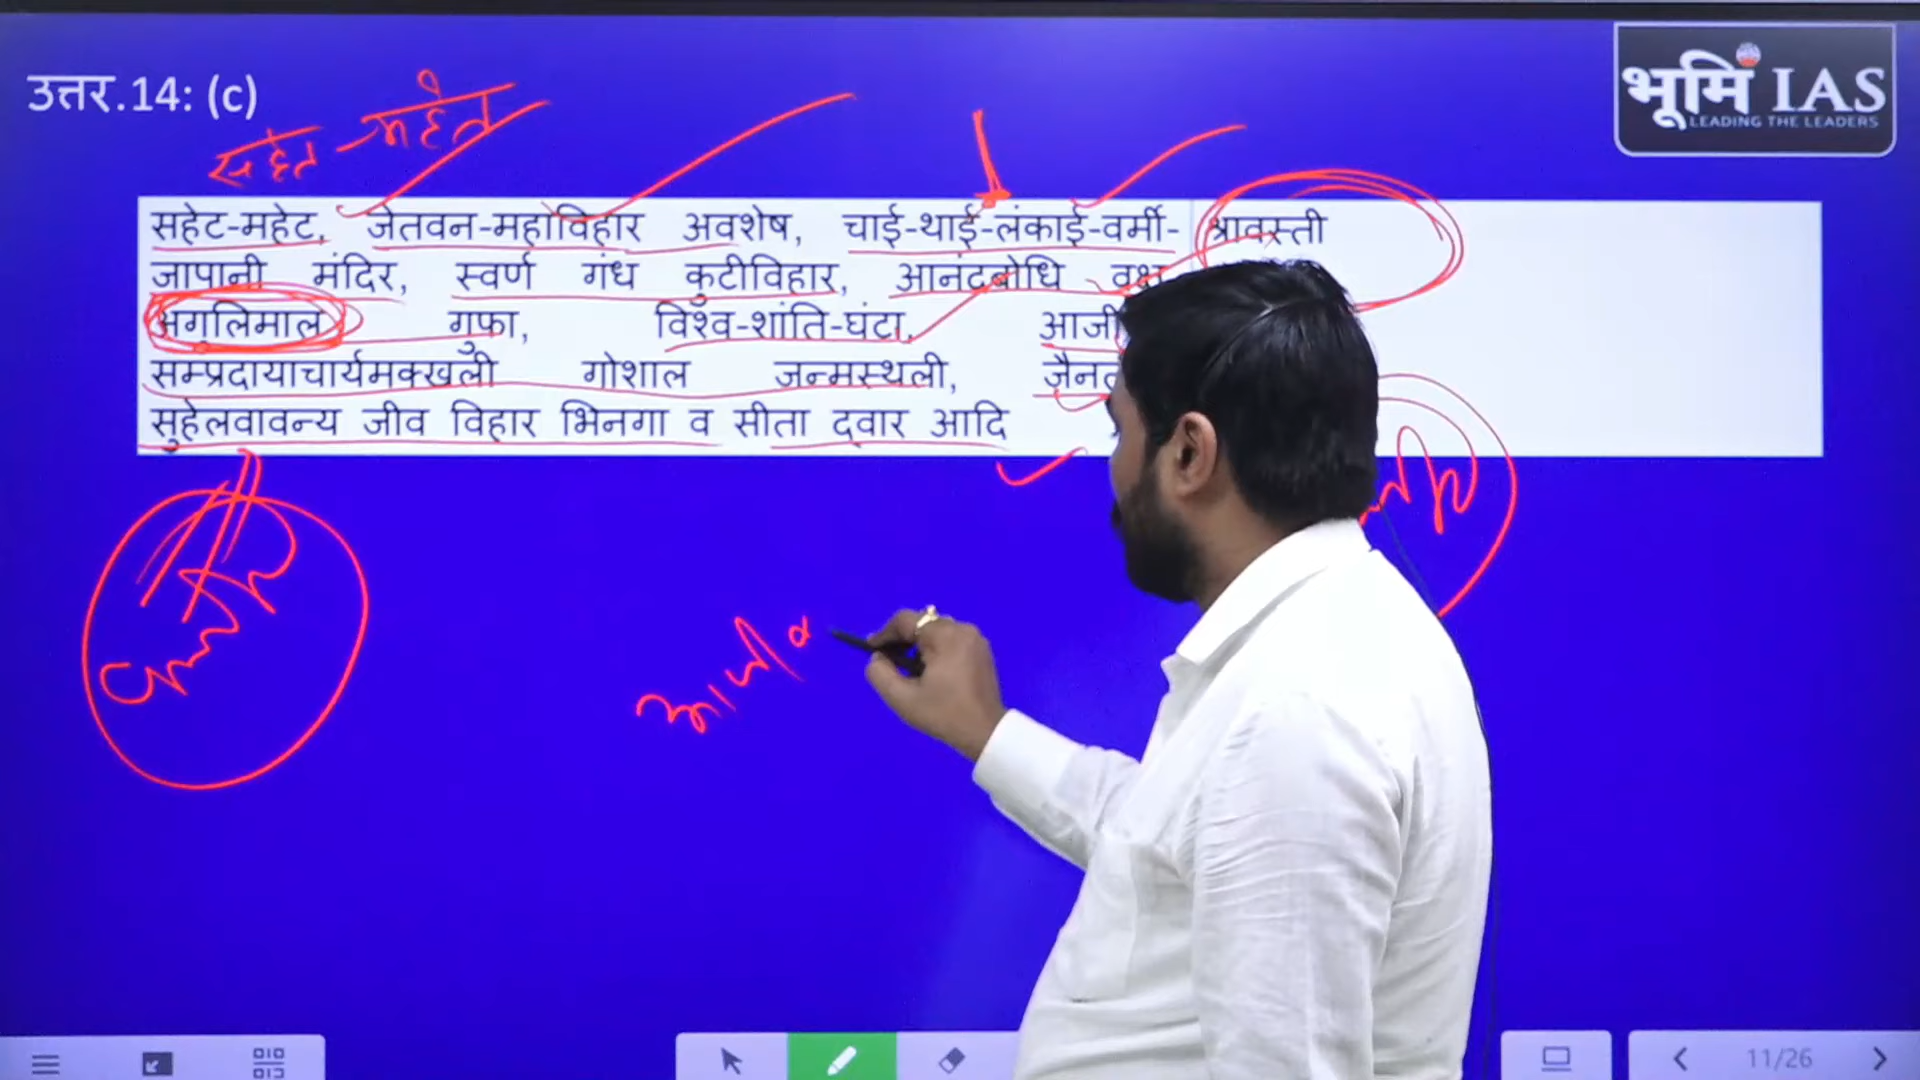 उत्तर.14: (c)
भूमि IAS
LEADING THE LEADERS
सहेत-महेत
सहेट-महेट, जेतवन-महाविहार अवशेष, चाई-थाई-लंकाई-वर्मी- श्रावस्ती
जापानी मंदिर, स्वर्ण गंध कुटीविहार, आनंदबोधि वृक्ष
अंगुलिमाल गुफा, विश्व-शांति-घंटा, आजी
सम्प्रदायाचार्यमक्खली गोशाल जन्मस्थली, जैन
सुहेलवावन्य जीव विहार भिनगा व सीता द्वार आदि
आजीव
11/26